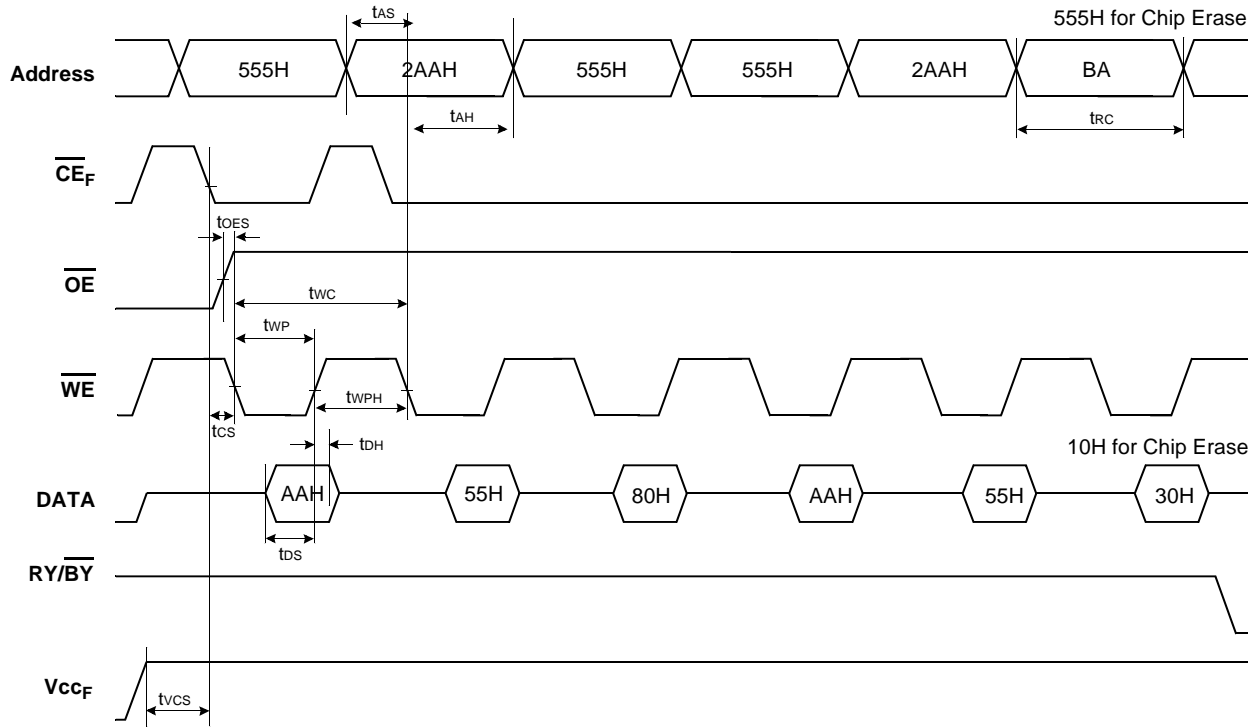 tAS
555H for Chip Erase
Address 555H 2AAH 555H 555H 2AAH BA
tAH tRC
CEF
tOES
OE
tWC
tWP
WE
tWPH
tCS
tDH
10H for Chip Erase
DATA AAH 55H 80H AAH 55H 30H
tDS
RY/BY
tVCS
VccF